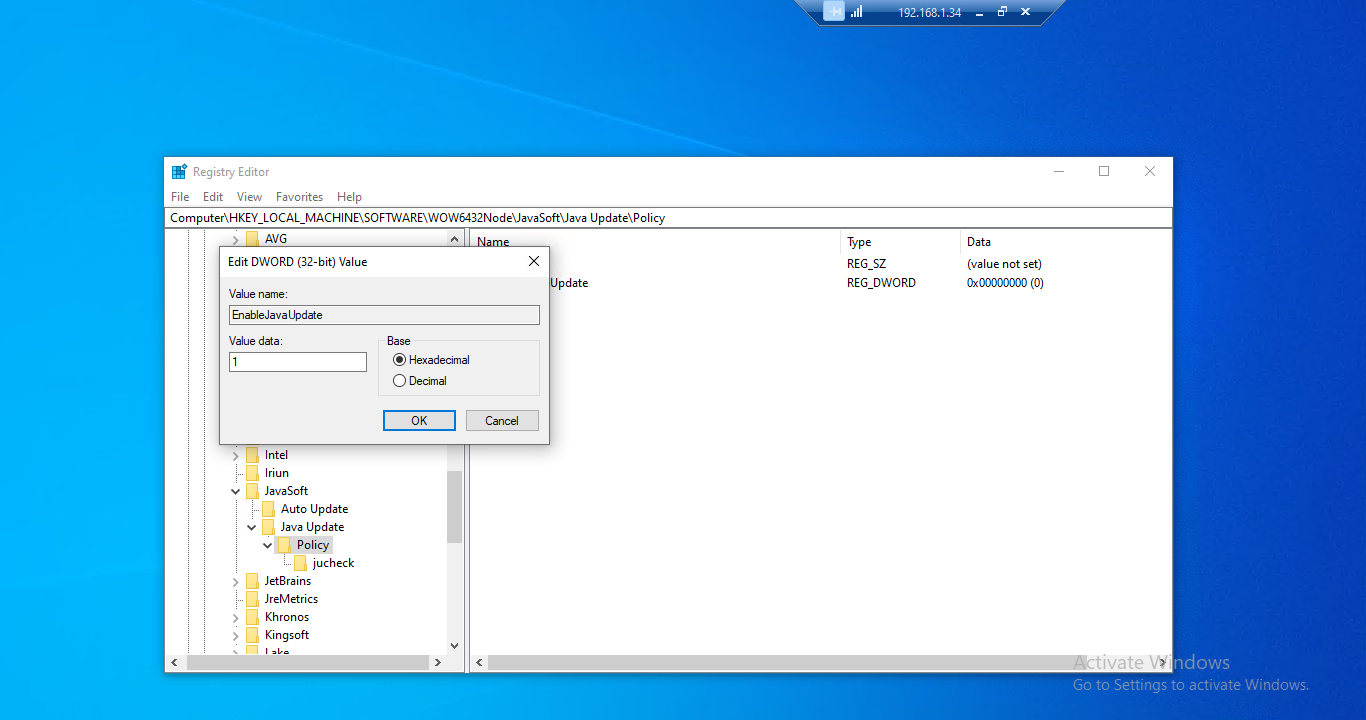 192.168.1.34
Registry Editor
File Edit View Favorites Help
Computer\HKEY_LOCAL_MACHINE\SOFTWARE\WOW6432Node\JavaSoft\Java Update\Policy
AVG
Name Type Data
Edit DWORD (32-bit) Value
REG_SZ (value not set)
Update REG_DWORD 0x00000000 (0)
Value name:
EnableJavaUpdate
Value data:
Base
1
Hexadecimal
Decimal
OK Cancel
Intel
Iriun
JavaSoft
Auto Update
Java Update
Policy
jucheck
JetBrains
JreMetrics
Khronos
Kingsoft
Lake
Activate Windows
Go to Settings to activate Windows.